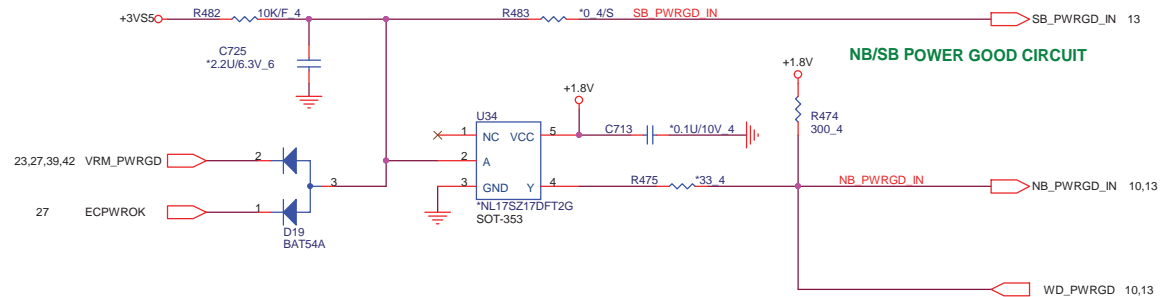 +3VS5 R482 10K/F_4 R483 *0_4/S SB_PWRGD_IN SB_PWRGD_IN 13
C725
*2.2U/6.3V_6
NB/SB POWER GOOD CIRCUIT
+1.8V
+1.8V
R474
300_4
U34
C713 *0.1U/10V_4
1 NC VCC 5
23,27,39,42 VRM_PWRGD 2
2 A
3
3 GND Y 4
R475 *33_4 NB_PWRGD_IN NB_PWRGD_IN 10,13
27 ECPWROK 1
*NL17SZ17DFT2G
SOT-353
D19
BAT54A
WD_PWRGD 10,13